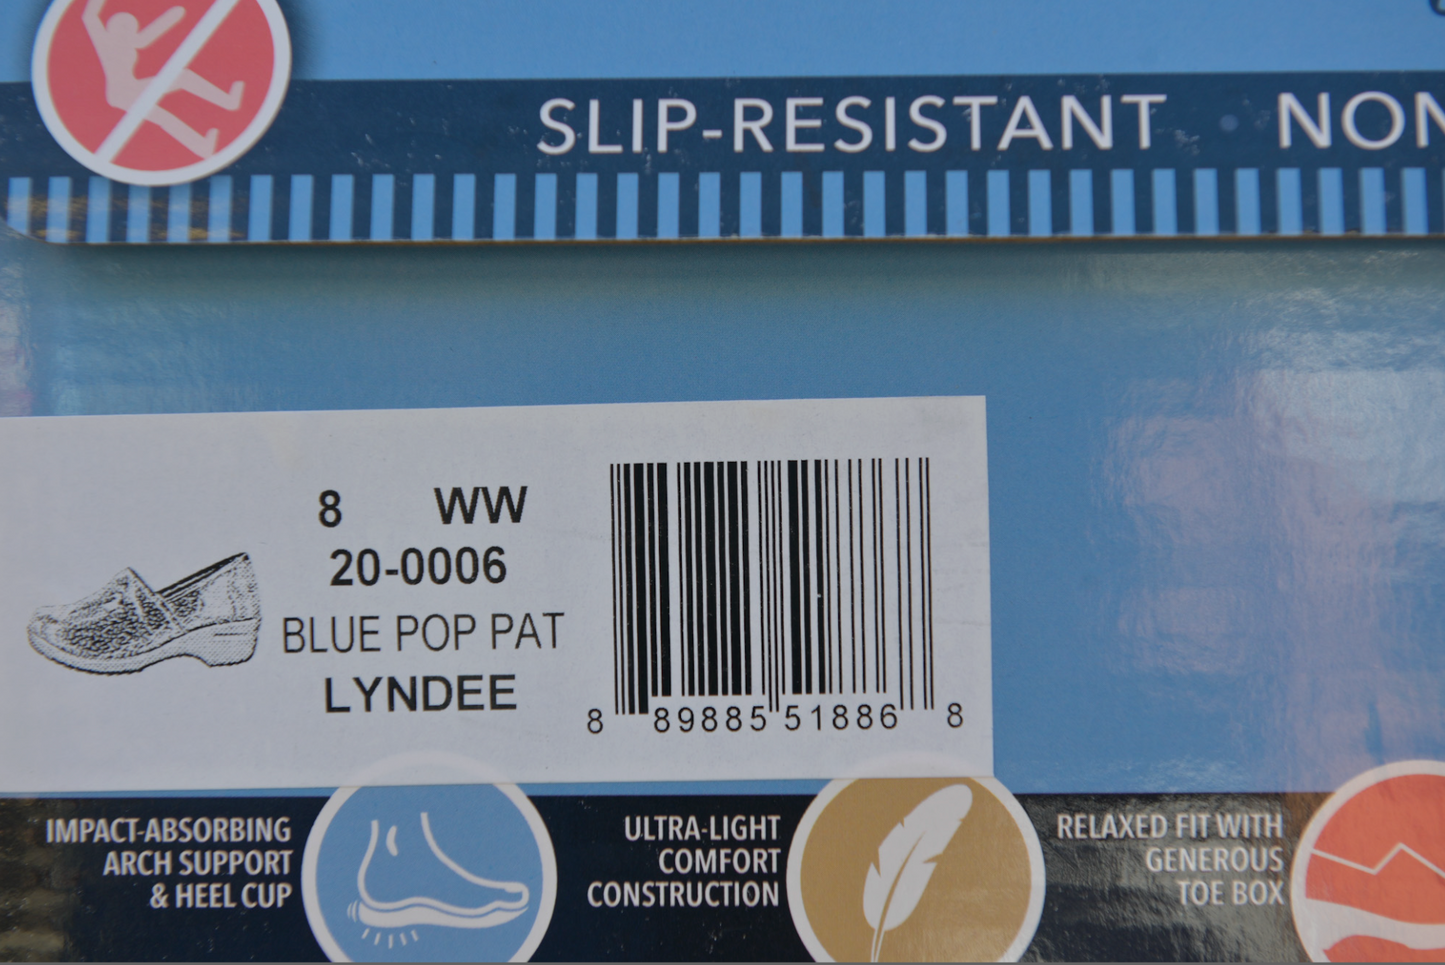 SLIP-RESISTANT • NON
8 WW
20-0006
BLUE POP PAT
LYNDEE
8 89885 51886 8
IMPACT-ABSORBING
ARCH SUPPORT
& HEEL CUP
ULTRA-LIGHT
COMFORT
CONSTRUCTION
RELAXED FIT WITH
GENEROUS
TOE BOX